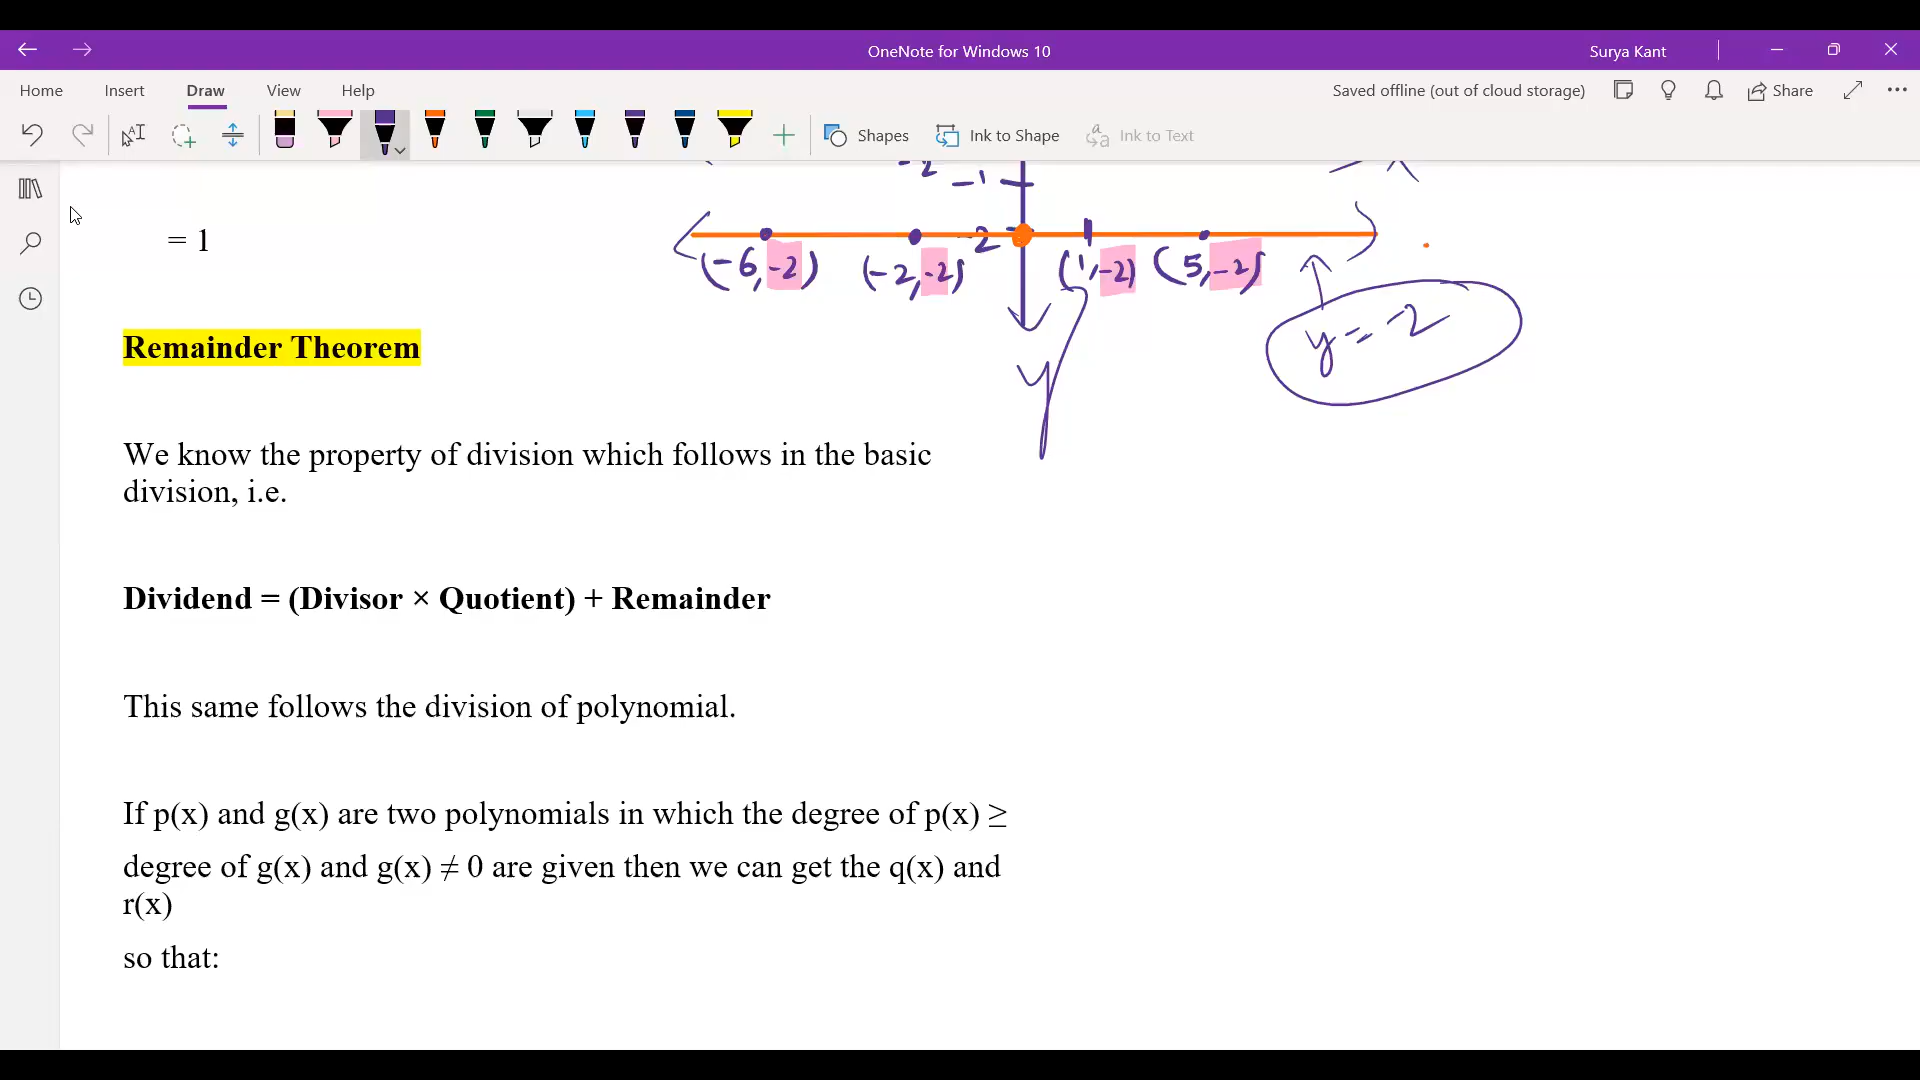 OneNote for Windows 10
Surya Kant
Home Insert Draw View Help
Saved offline (out of cloud storage)
Share
Shapes
Ink to Shape
Ink to Text
-2
-1
= 1
-2
(-6,-2)
(-2,-2)
(1,-2)
(5,-2)
y = -2
y
Remainder Theorem
We know the property of division which follows in the basic
division, i.e.
Dividend = (Divisor × Quotient) + Remainder
This same follows the division of polynomial.
If p(x) and g(x) are two polynomials in which the degree of p(x) ≥
degree of g(x) and g(x) ≠ 0 are given then we can get the q(x) and
r(x)
so that: